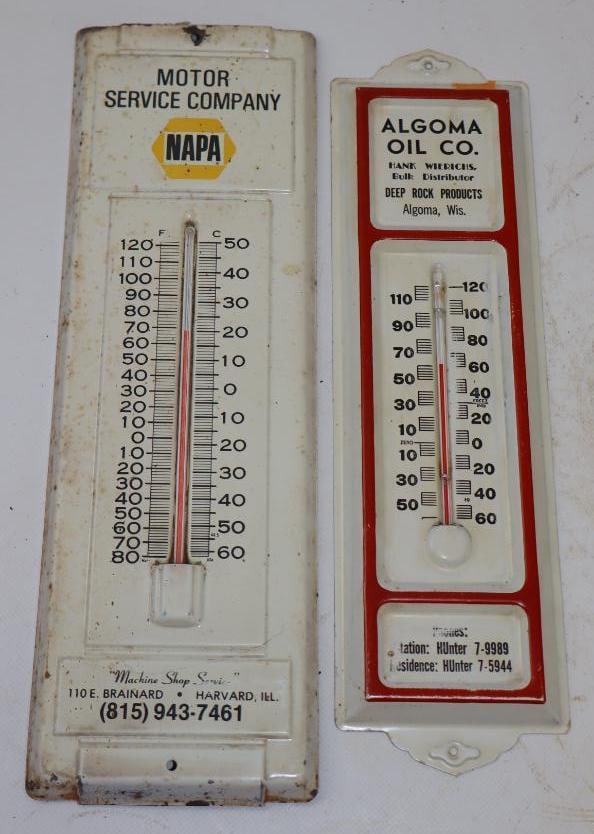 MOTOR
SERVICE COMPANY
NAPA
F C
120 50
110
100 40
90
80 30
70
60 20
50
40 10
30
20 0
10
0 10
10
20 20
30
40 30
50 40
60 50
70
80 60
"Machine Shop
110 E. BRAINARD • HARVARD, ILL.
(815) 943-7461
ALGOMA
OIL CO.
HANK WIERICHS,
Bulk Distributor
DEEP ROCK PRODUCTS
Algoma, Wis.
120
110
100
90
80
70
60
50
40
30
20
10
ZERO 0
10
20
30
40
50
60
Phones:
Station: HUnter 7-9989
Residence: HUnter 7-5944